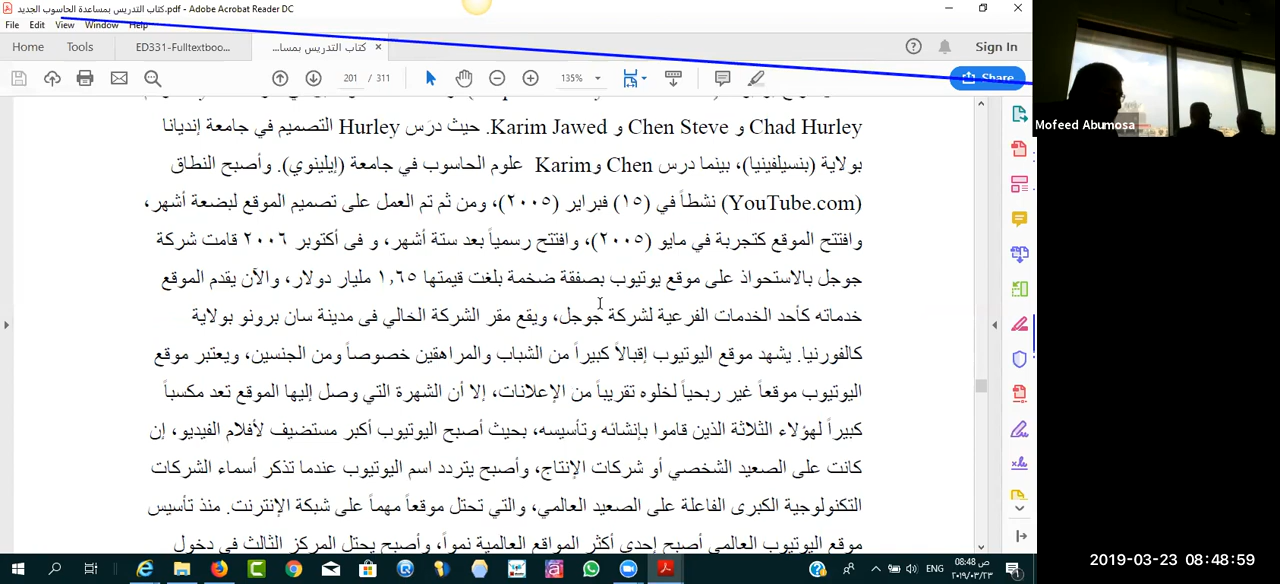 كتاب التدريس بمساعدة الحاسوب الجديد.pdf - Adobe Acrobat Reader DC
File Edit View Window Help
Home Tools ED331-Fulltextboo... كتاب التدريس بمسا... × Sign In
201 / 311 135% Share
Mofeed Abumosa
Chad Hurley و Chen Steve و Karim Jawed. حيث درَس Hurley التصميم في جامعة إنديانا
بولاية (بنسيلفينيا)، بينما درس Chen وKarim علوم الحاسوب في جامعة (إيلينوي). وأصبح النطاق
(YouTube.com) نشطاً في (١٥) فبراير (٢٠٠٥)، ومن ثم تم العمل على تصميم الموقع لبضعة أشهر،
وافتتح الموقع كتجربة في مايو (٢٠٠٥)، وافتتح رسمياً بعد ستة أشهر، و فى أكتوبر ٢٠٠٦ قامت شركة
جوجل بالاستحواذ على موقع يوتيوب بصفقة ضخمة بلغت قيمتها ١,٦٥ مليار دولار، والآن يقدم الموقع
خدماته كأحد الخدمات الفرعية لشركة جوجل، ويقع مقر الشركة الخالي فى مدينة سان برونو بولاية
كالفورنيا. يشهد موقع اليوتيوب إقبالاً كبيراً من الشباب والمراهقين خصوصاً ومن الجنسين، ويعتبر موقع
اليوتيوب موقعاً غير ربحياً لخلوه تقريباً من الإعلانات، إلا أن الشهرة التي وصل إليها الموقع تعد مكسباً
كبيراً لهؤلاء الثلاثة الذين قاموا بإنشائه وتأسيسه، بحيث أصبح اليوتيوب أكبر مستضيف لأفلام الفيديو، إن
كانت على الصعيد الشخصي أو شركات الإنتاج، وأصبح يتردد اسم اليوتيوب عندما تذكر أسماء الشركات
التكنولوجية الكبرى الفاعلة على الصعيد العالمي، والتي تحتل موقعاً مهماً على شبكة الإنترنت. منذ تأسيس
موقع اليوتيوب العالمي أصبح إحدى أكثر المواقع العالمية نمواً، وأصبح يحتل المركز الثالث في دخول
ENG 08:48 ص
٢٠١٩/٠٣/٢٣
2019-03-23 08:48:59